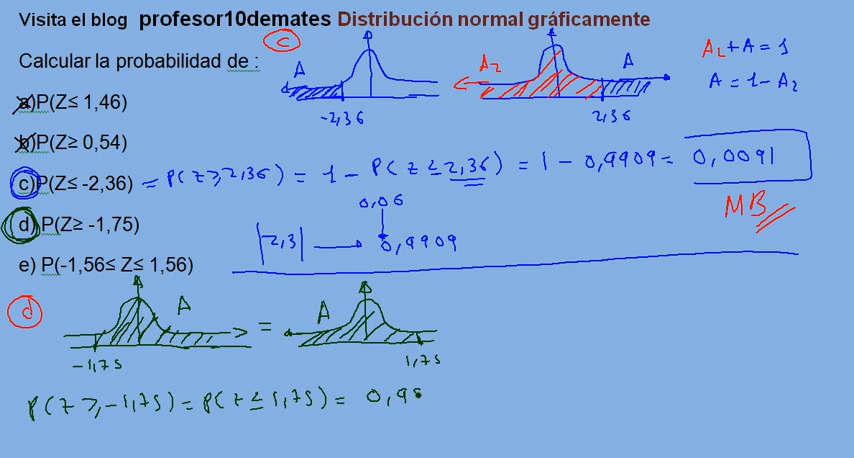 Visita el blog profesor10demates Distribución normal gráficamente
Calcular la probabilidad de :
c
A
-2,36
A2
A
2,36
A2 + A = 1
A = 1 - A2
a)P(Z≤ 1,46)
b)P(Z≥ 0,54)
c)P(Z≤ -2,36) = P(Z≥2,36) = 1 - P(Z≤2,36) = 1 - 0,9909 = 0,0091
MB
0,06
|2,3| → 0,9909
d) P(Z≥ -1,75)
e) P(-1,56≤ Z≤ 1,56)
d
A
-1,75
=
A
1,75
P(Z≥-1,75) = P(Z≤1,75) = 0,95